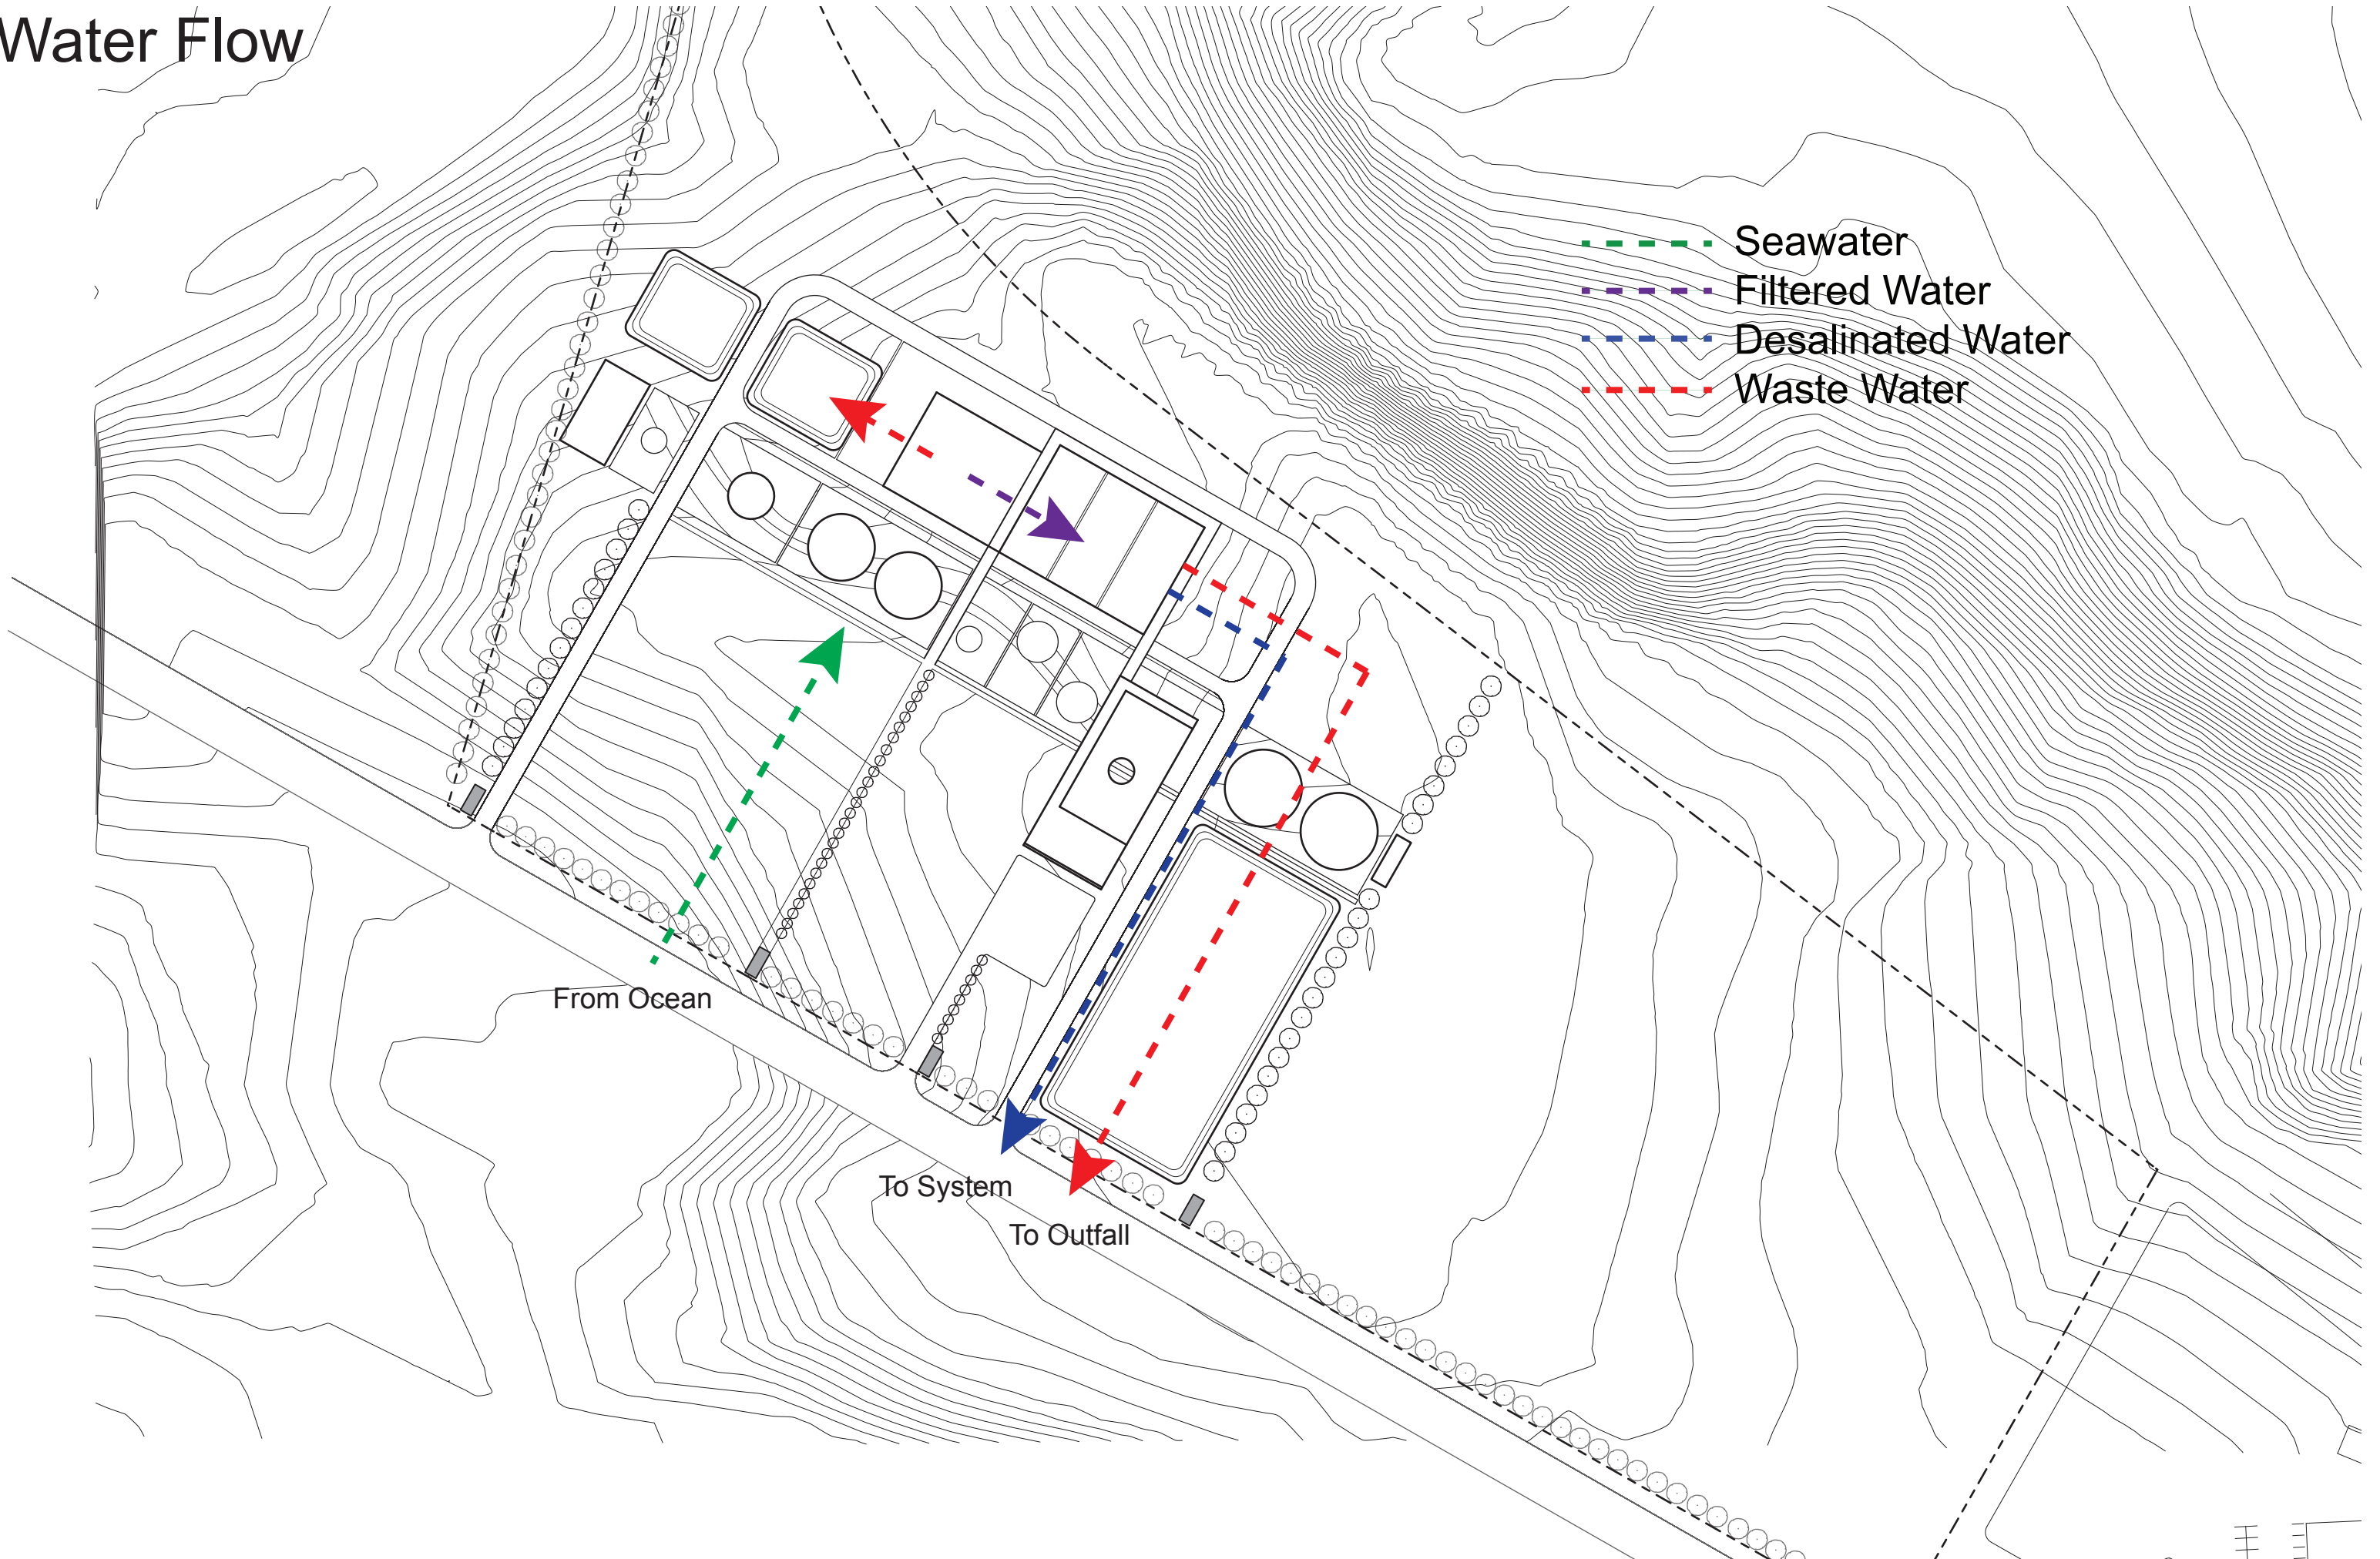 Water Flow
Seawater
Filtered Water
Desalinated Water
Waste Water
From Ocean
To System
To Outfall